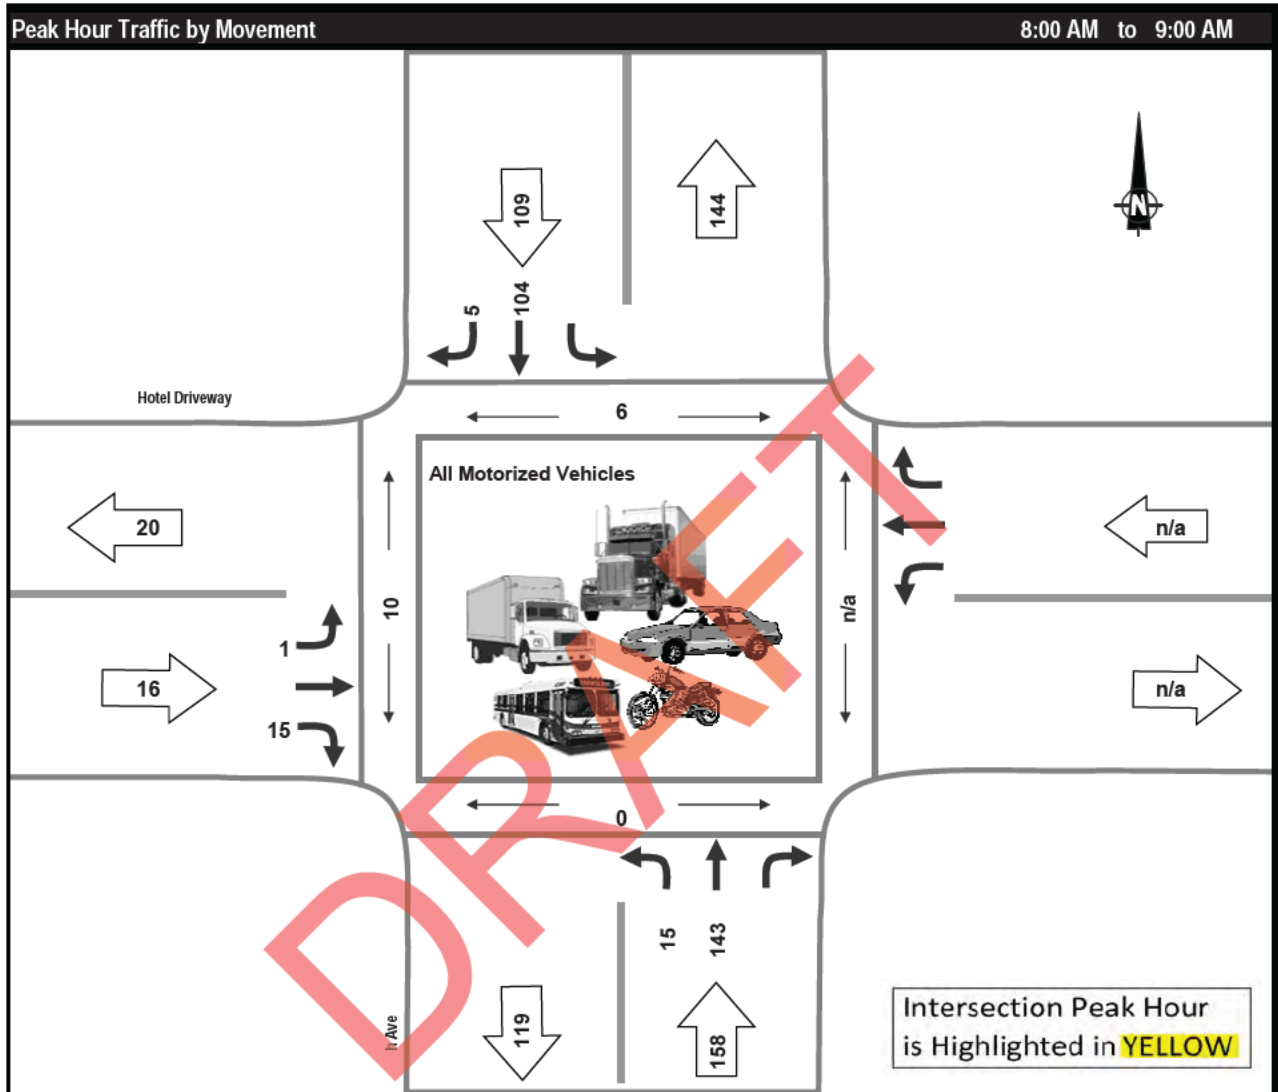 Peak Hour Traffic by Movement 8:00 AM to 9:00 AM
109
144
N
5
104
Hotel Driveway
6
All Motorized Vehicles
20
n/a
10
n/a
1
16
n/a
15
0
15
143
Ave
119
158
DRAFT
Intersection Peak Hour
is Highlighted in YELLOW